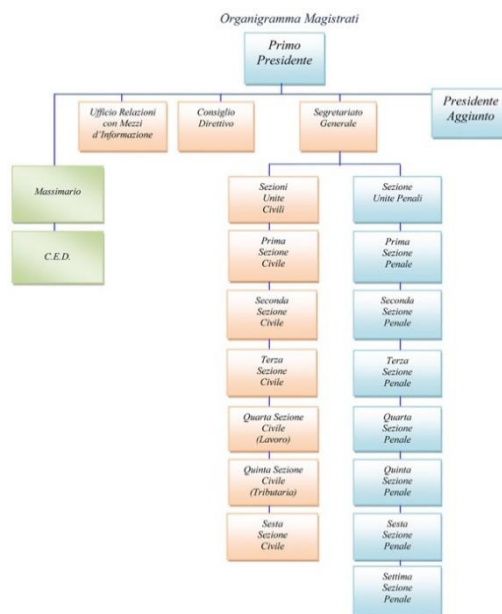 Organigramma Magistrati
Primo
Presidente
Presidente
Aggiunto
Ufficio Relazioni
con Mezzi
d'Informazione
Consiglio
Direttivo
Segretariato
Generale
Massimario
C.E.D.
Sezioni
Unite
Civili
Prima
Sezione
Civile
Seconda
Sezione
Civile
Terza
Sezione
Civile
Quarta Sezione
Civile
(Lavoro)
Quinta Sezione
Civile
(Tributaria)
Sesta
Sezione
Civile
Sezione
Unite Penali
Prima
Sezione
Penale
Seconda
Sezione
Penale
Terza
Sezione
Penale
Quarta
Sezione
Penale
Quinta
Sezione
Penale
Sesta
Sezione
Penale
Settima
Sezione
Penale